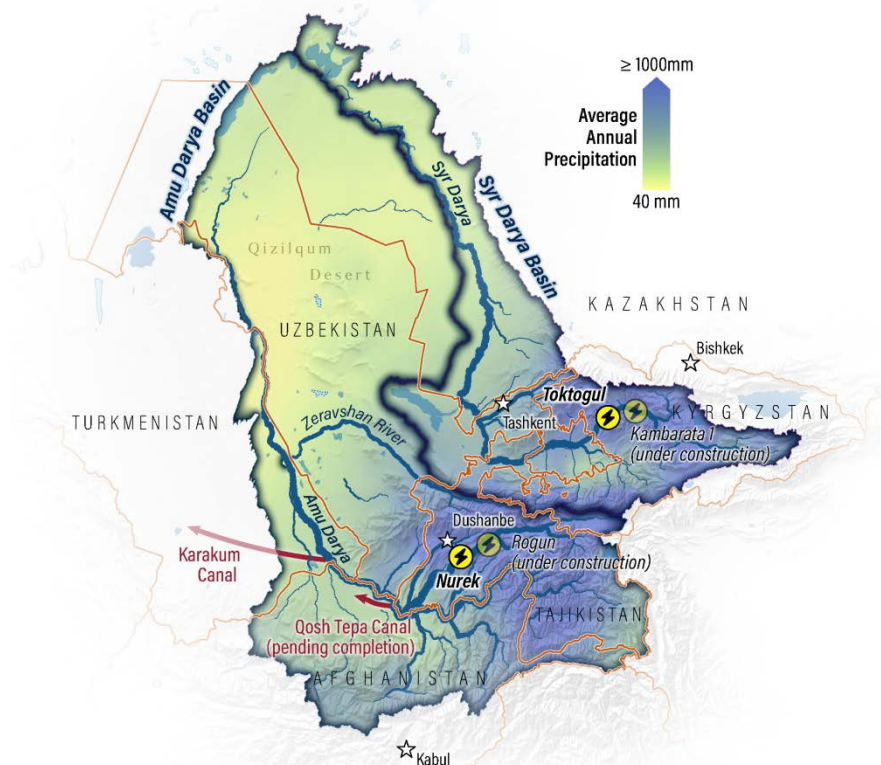 ≥ 1000mm
Average
Annual
Precipitation
40 mm
Amu Darya Basin
Syr Darya
Syr Darya Basin
Qizilqum
Desert
KAZAKHSTAN
UZBEKISTAN
Bishkek
TURKMENISTAN
Zeravshan River
Tashkent
Toktogul
KYRGYZSTAN
Kambarata 1
(under construction)
Amu Darya
Dushanbe
Rogun
(under construction)
Nurek
Karakum
Canal
Qosh Tepa Canal
(pending completion)
TAJIKISTAN
AFGHANISTAN
Kabul